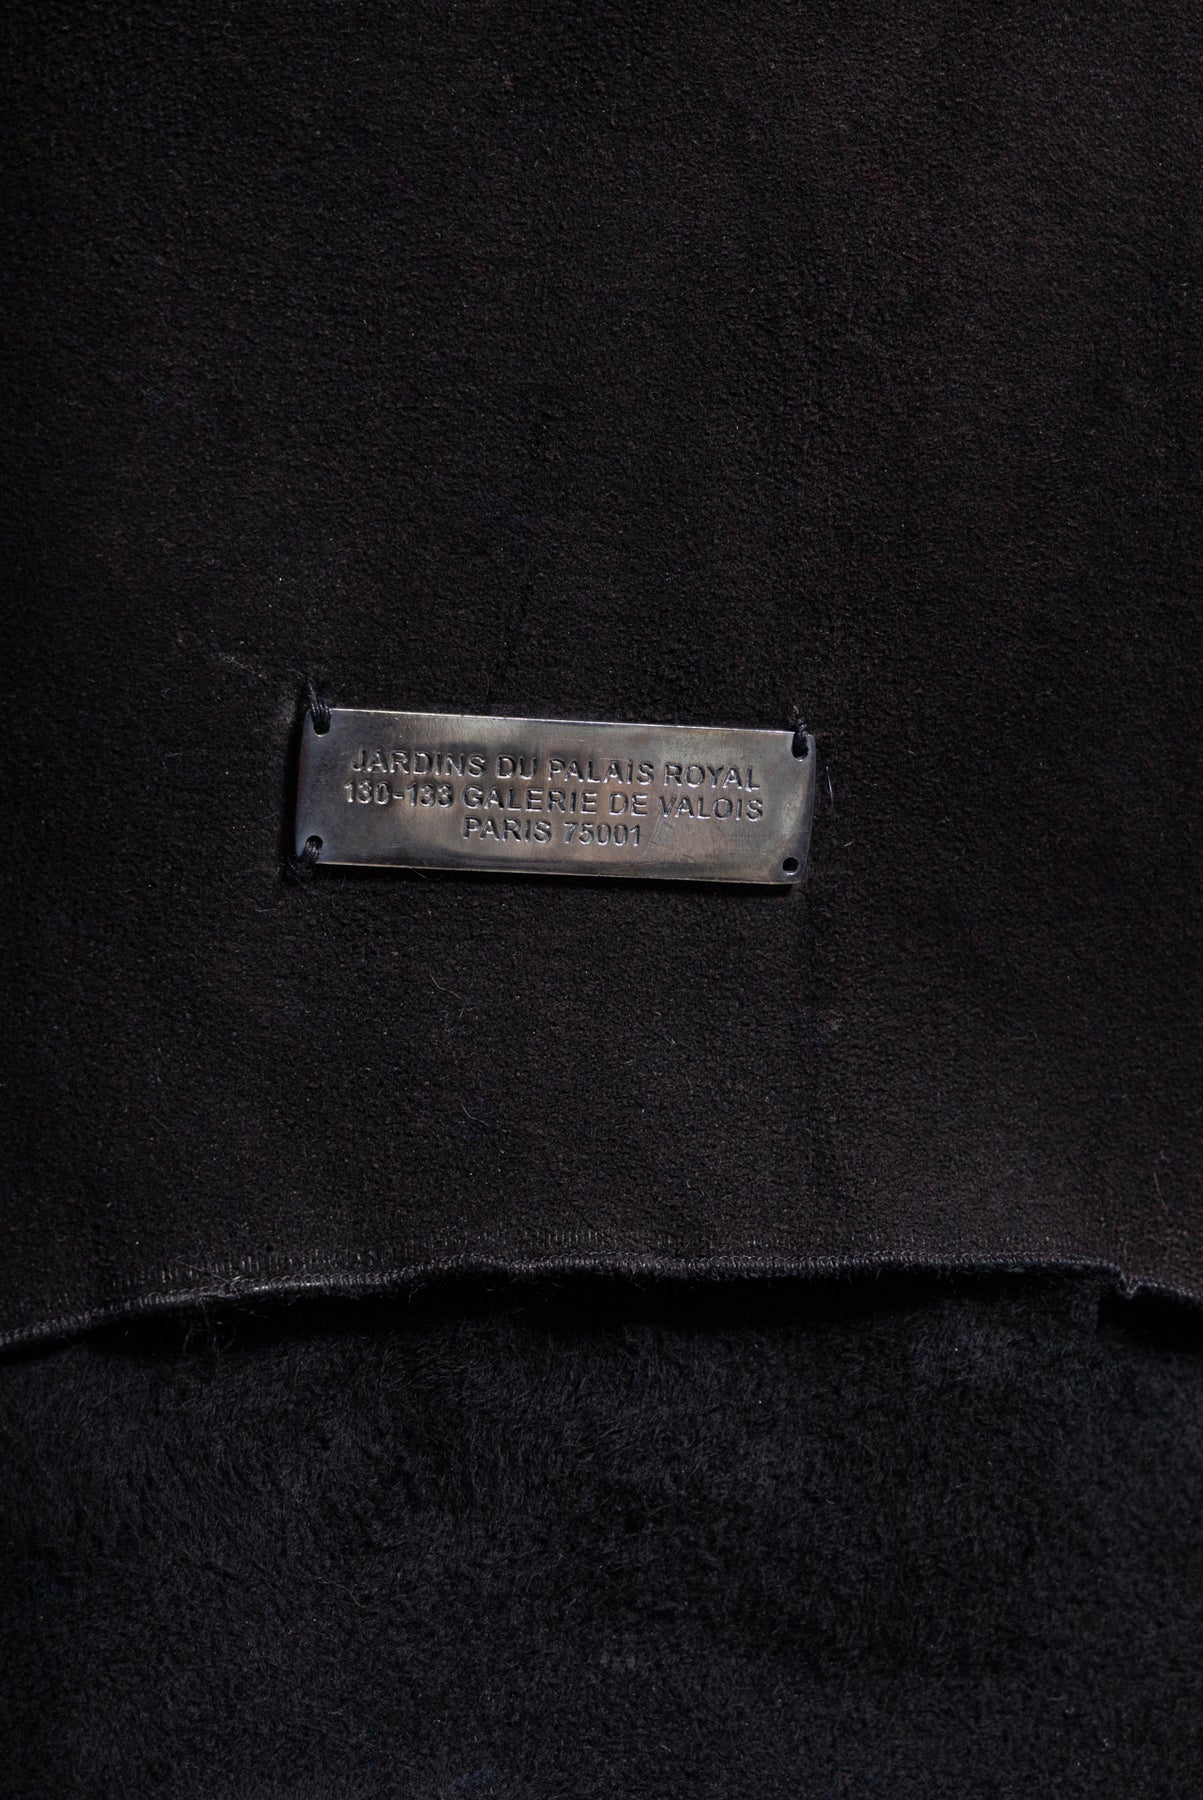 JARDINS DU PALAIS ROYAL
130-133 GALERIE DE VALOIS
PARIS 75001